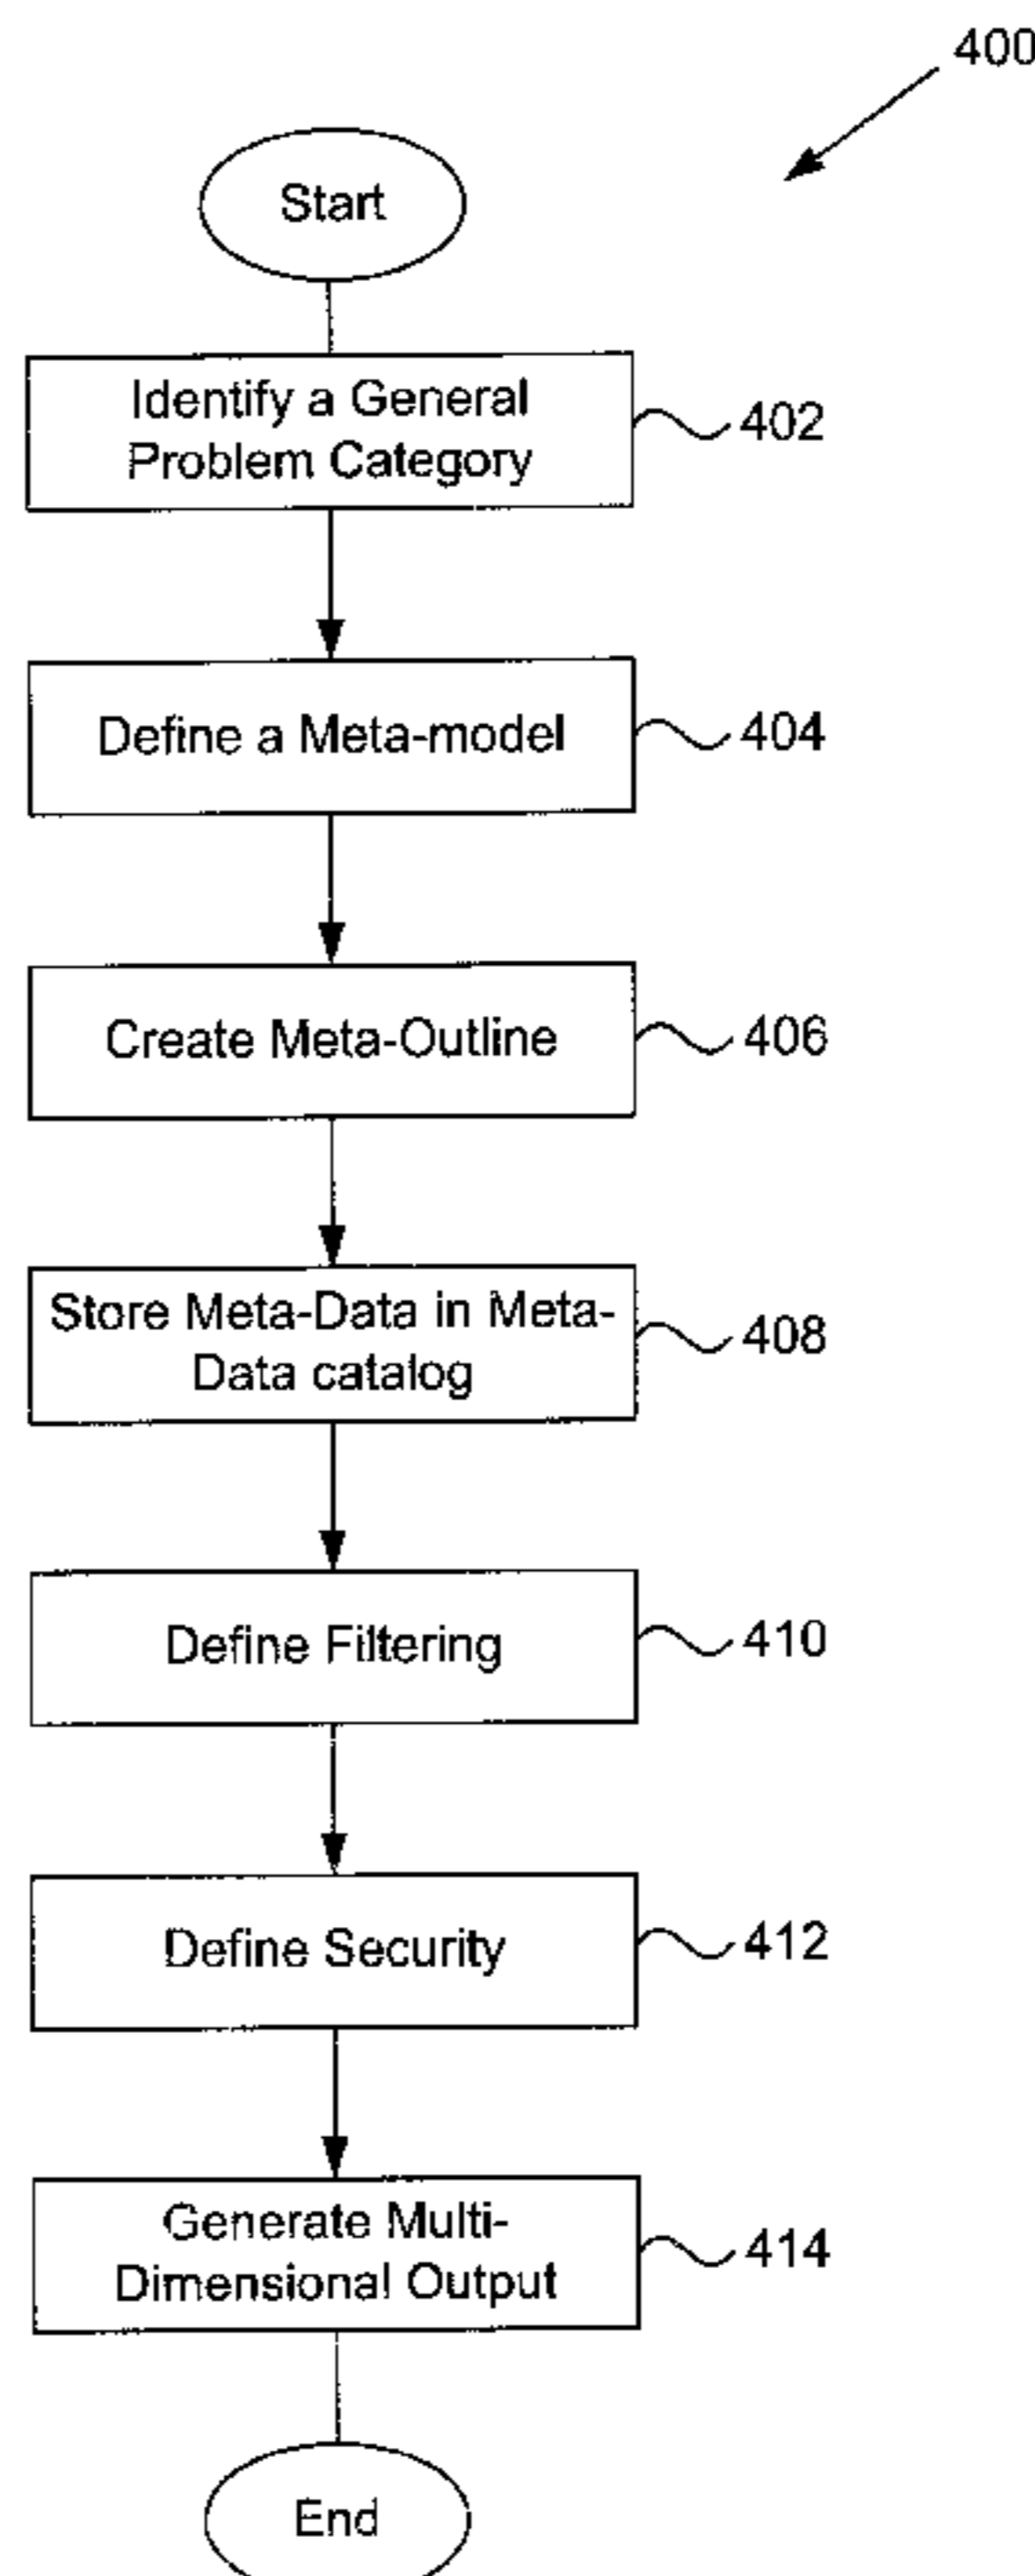 400
Start
Identify a General
Problem Category
402
Define a Meta-model
404
Create Meta-Outline
406
Store Meta-Data in Meta-
Data catalog
408
Define Filtering
410
Define Security
412
Generate Multi-
Dimensional Output
414
End